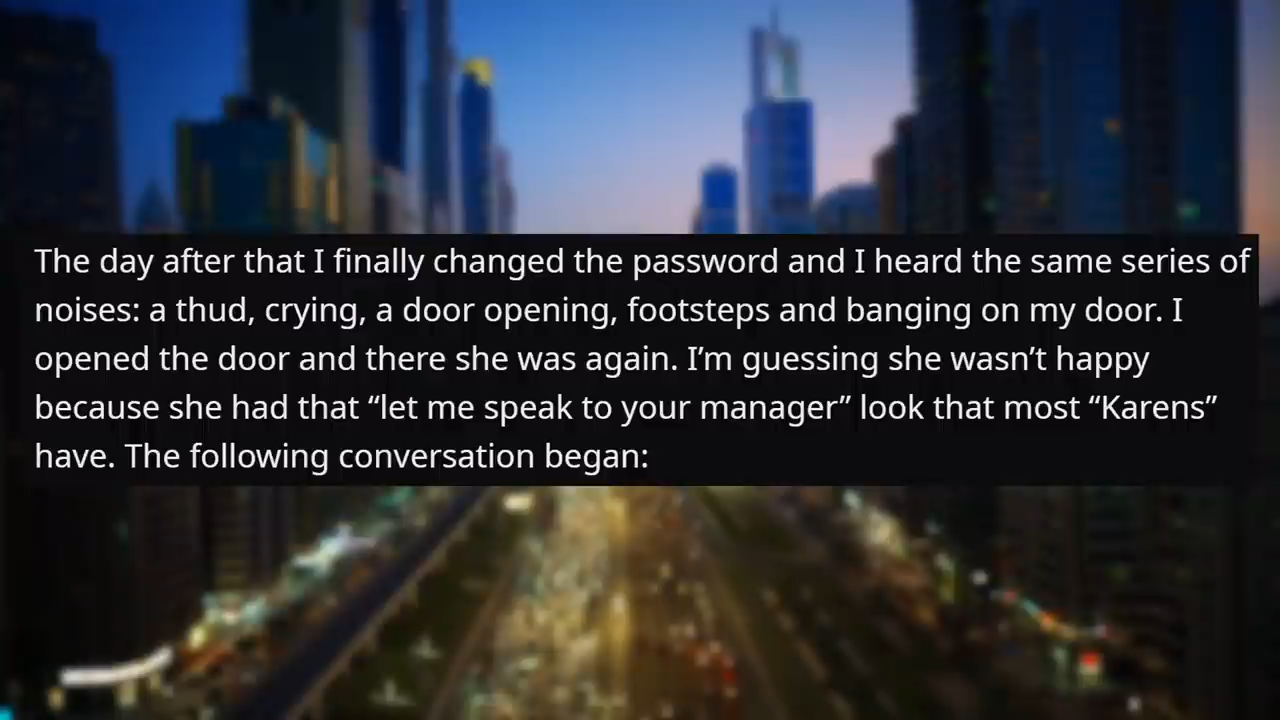 The day after that I finally changed the password and I heard the same series of
noises: a thud, crying, a door opening, footsteps and banging on my door. I
opened the door and there she was again. I’m guessing she wasn’t happy
because she had that “let me speak to your manager” look that most “Karens”
have. The following conversation began: